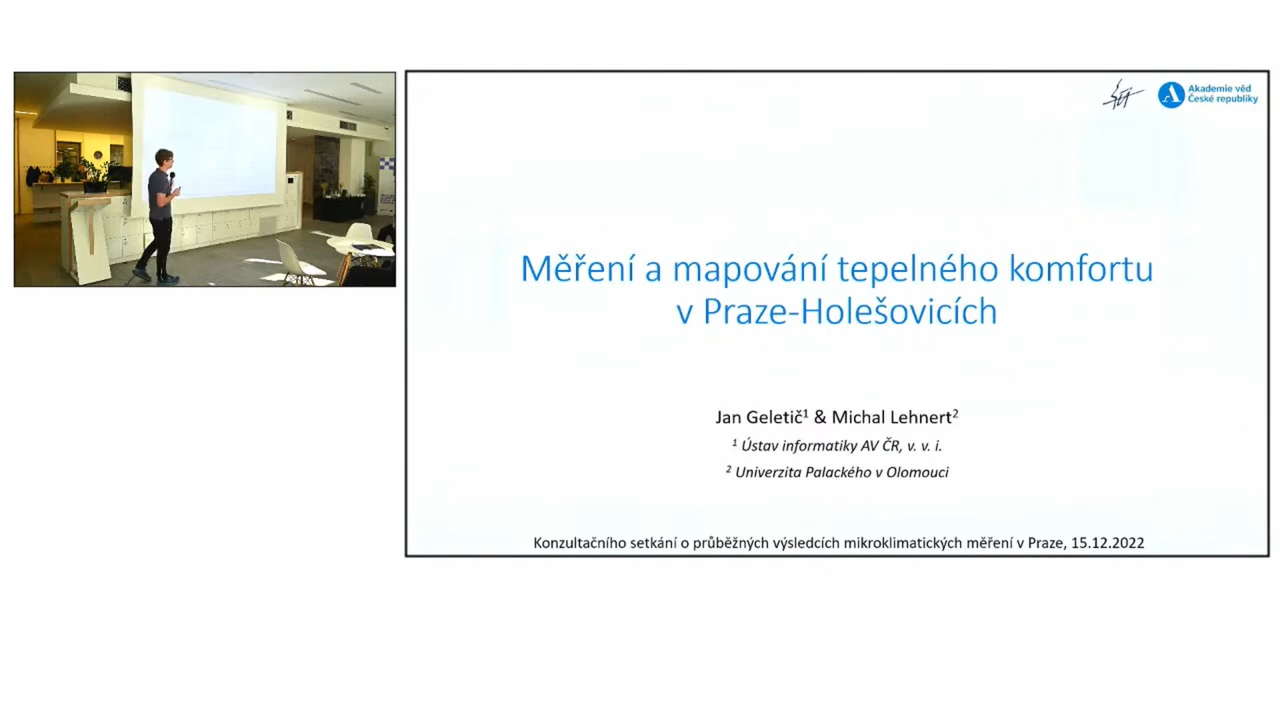 Akademie věd
České republiky
Měření a mapování tepelného komfortu
v Praze-Holešovicích
Jan Geletič¹ & Michal Lehnert²
¹ Ústav informatiky AV ČR, v. v. i.
² Univerzita Palackého v Olomouci
Konzultačního setkání o průběžných výsledcích mikroklimatických měření v Praze, 15.12.2022